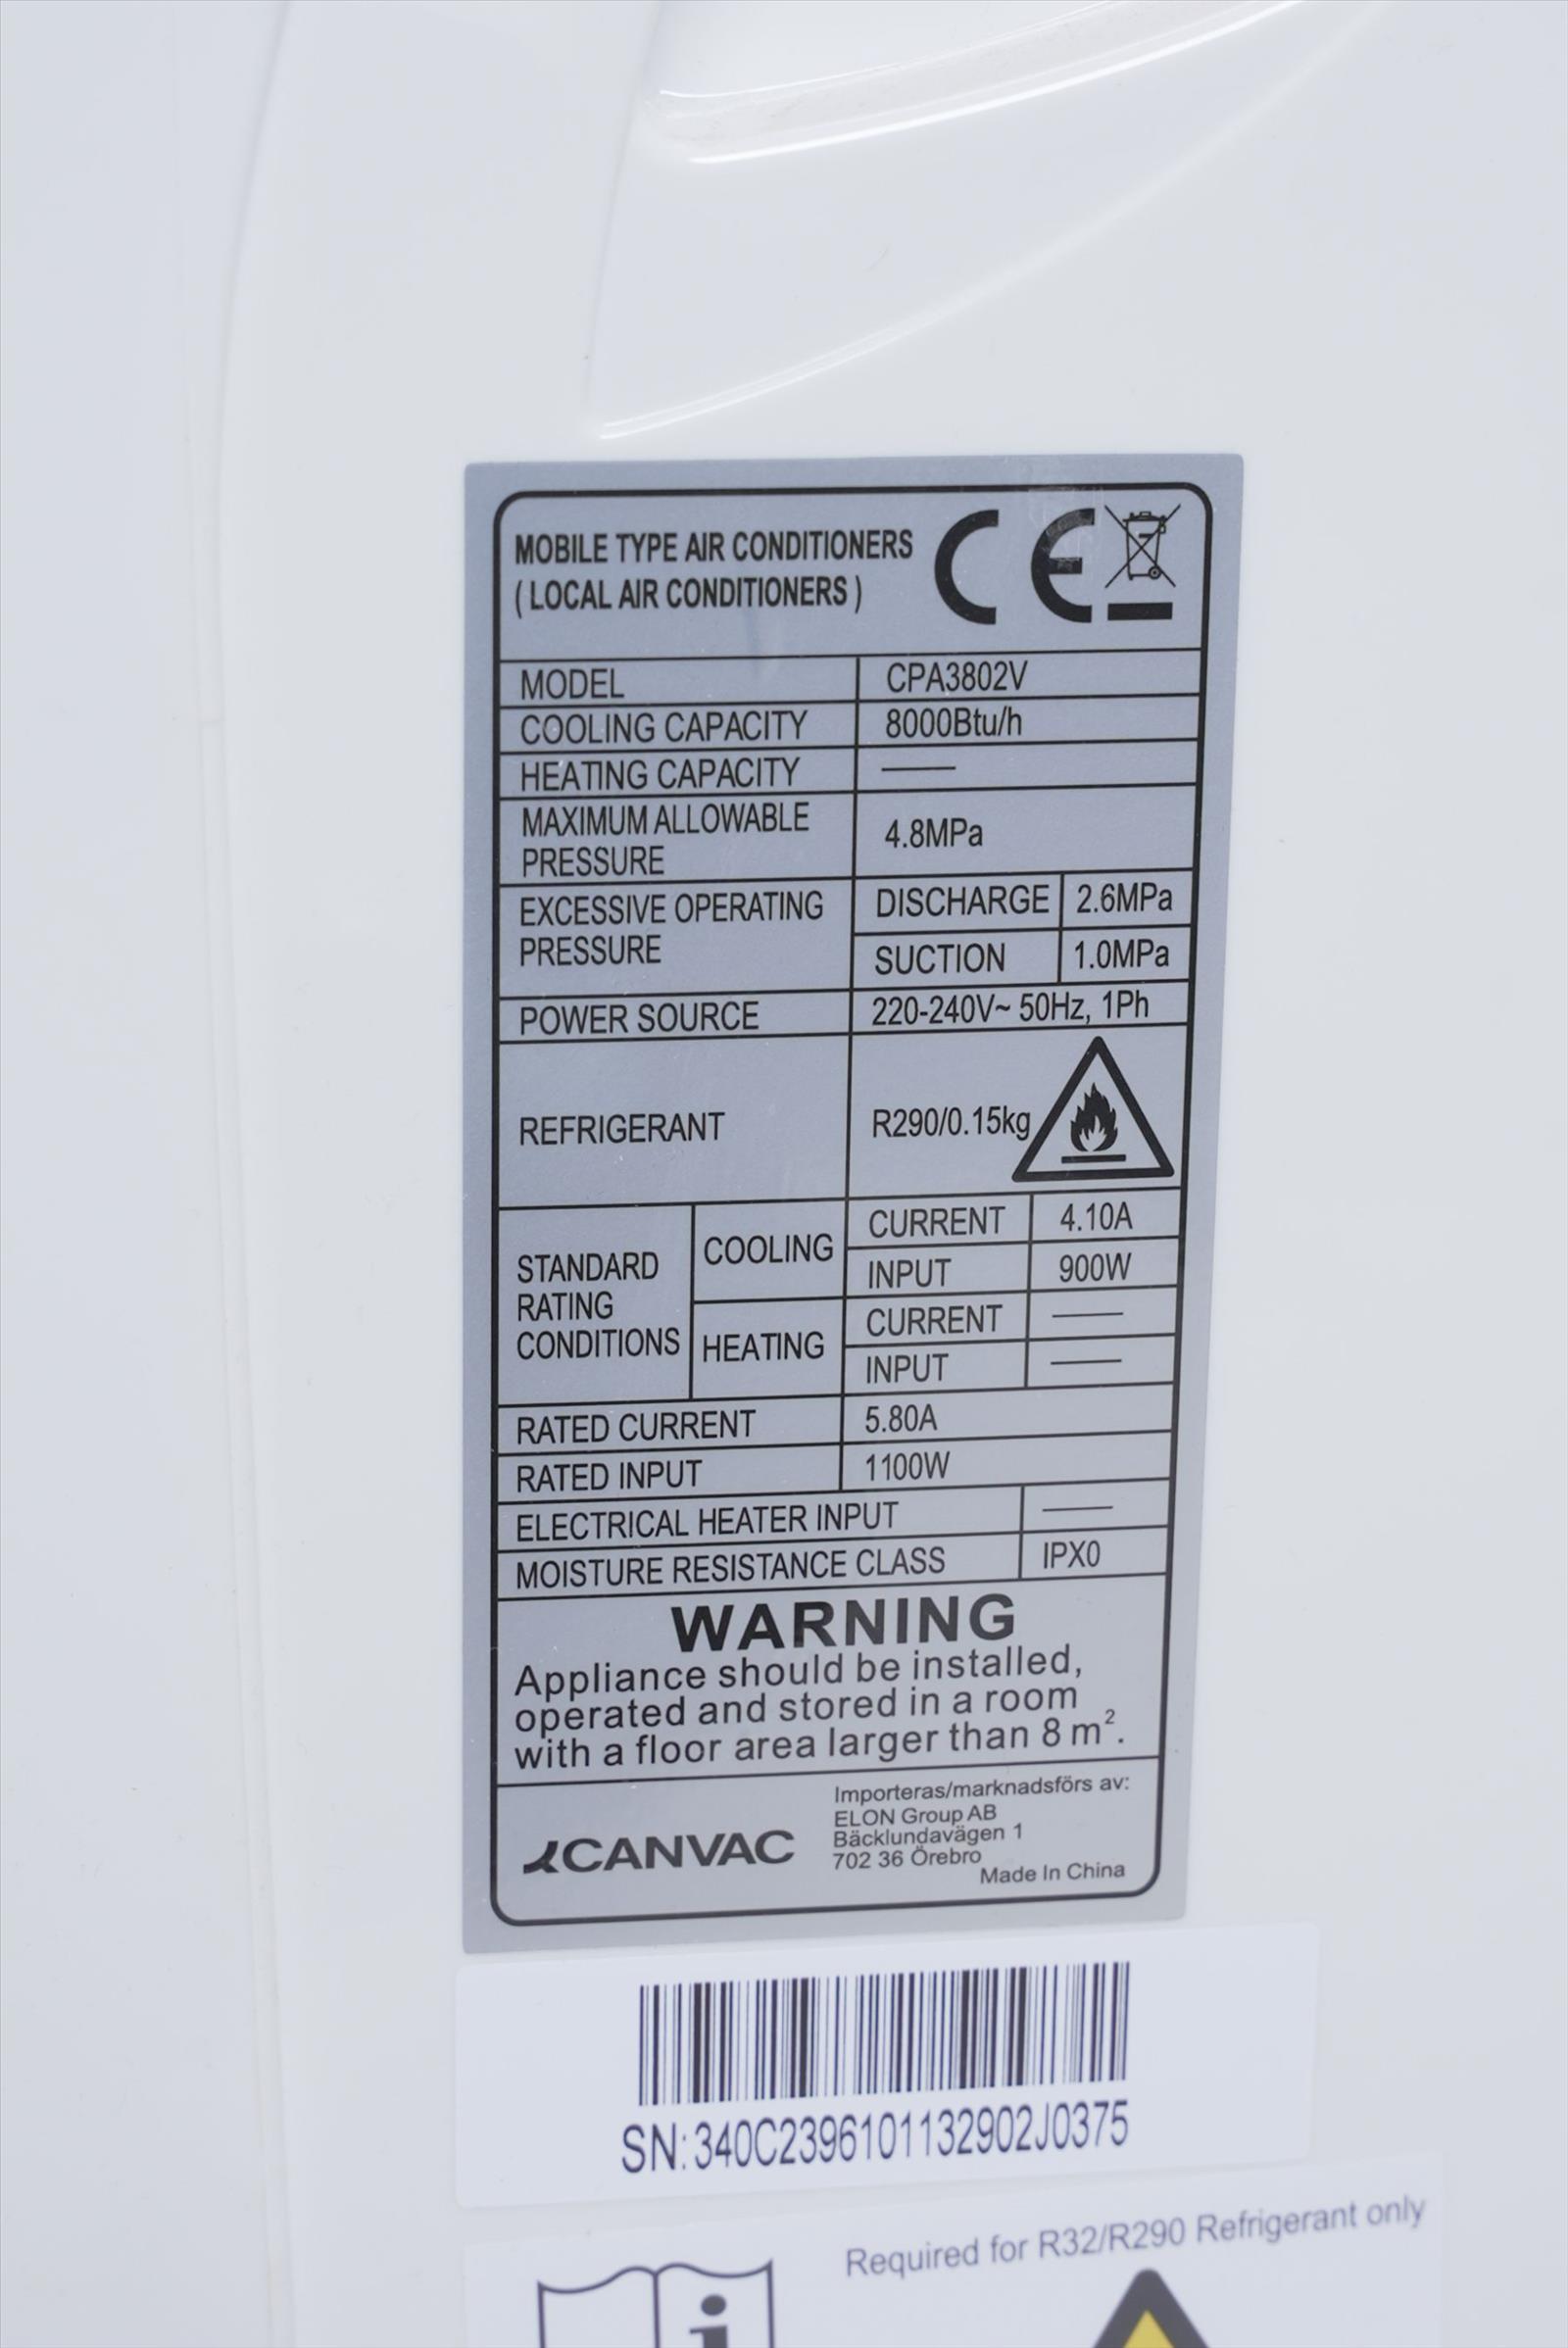 MOBILE TYPE AIR CONDITIONERS
( LOCAL AIR CONDITIONERS )
CE
MODEL CPA3802V
COOLING CAPACITY 8000Btu/h
HEATING CAPACITY ——
MAXIMUM ALLOWABLE
PRESSURE
4.8MPa
EXCESSIVE OPERATING
PRESSURE
DISCHARGE 2.6MPa
SUCTION 1.0MPa
POWER SOURCE 220-240V~ 50Hz, 1Ph
REFRIGERANT R290/0.15kg
STANDARD
RATING
CONDITIONS
COOLING
CURRENT 4.10A
INPUT 900W
HEATING
CURRENT ——
INPUT ——
RATED CURRENT 5.80A
RATED INPUT 1100W
ELECTRICAL HEATER INPUT ——
MOISTURE RESISTANCE CLASS IPX0
WARNING
Appliance should be installed,
operated and stored in a room
with a floor area larger than 8 m².
CANVAC
Importeras/marknadsförs av:
ELON Group AB
Bäcklundavägen 1
702 36 Örebro
Made In China
SN:340C2396101132902J0375
Required for R32/R290 Refrigerant only
i